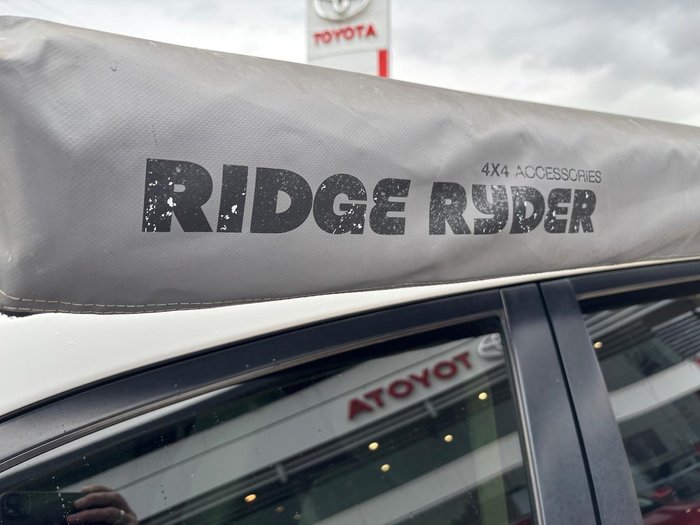 TOYOTA
4X4 ACCESSORIES
RIDGE RYDER
ATOYOT